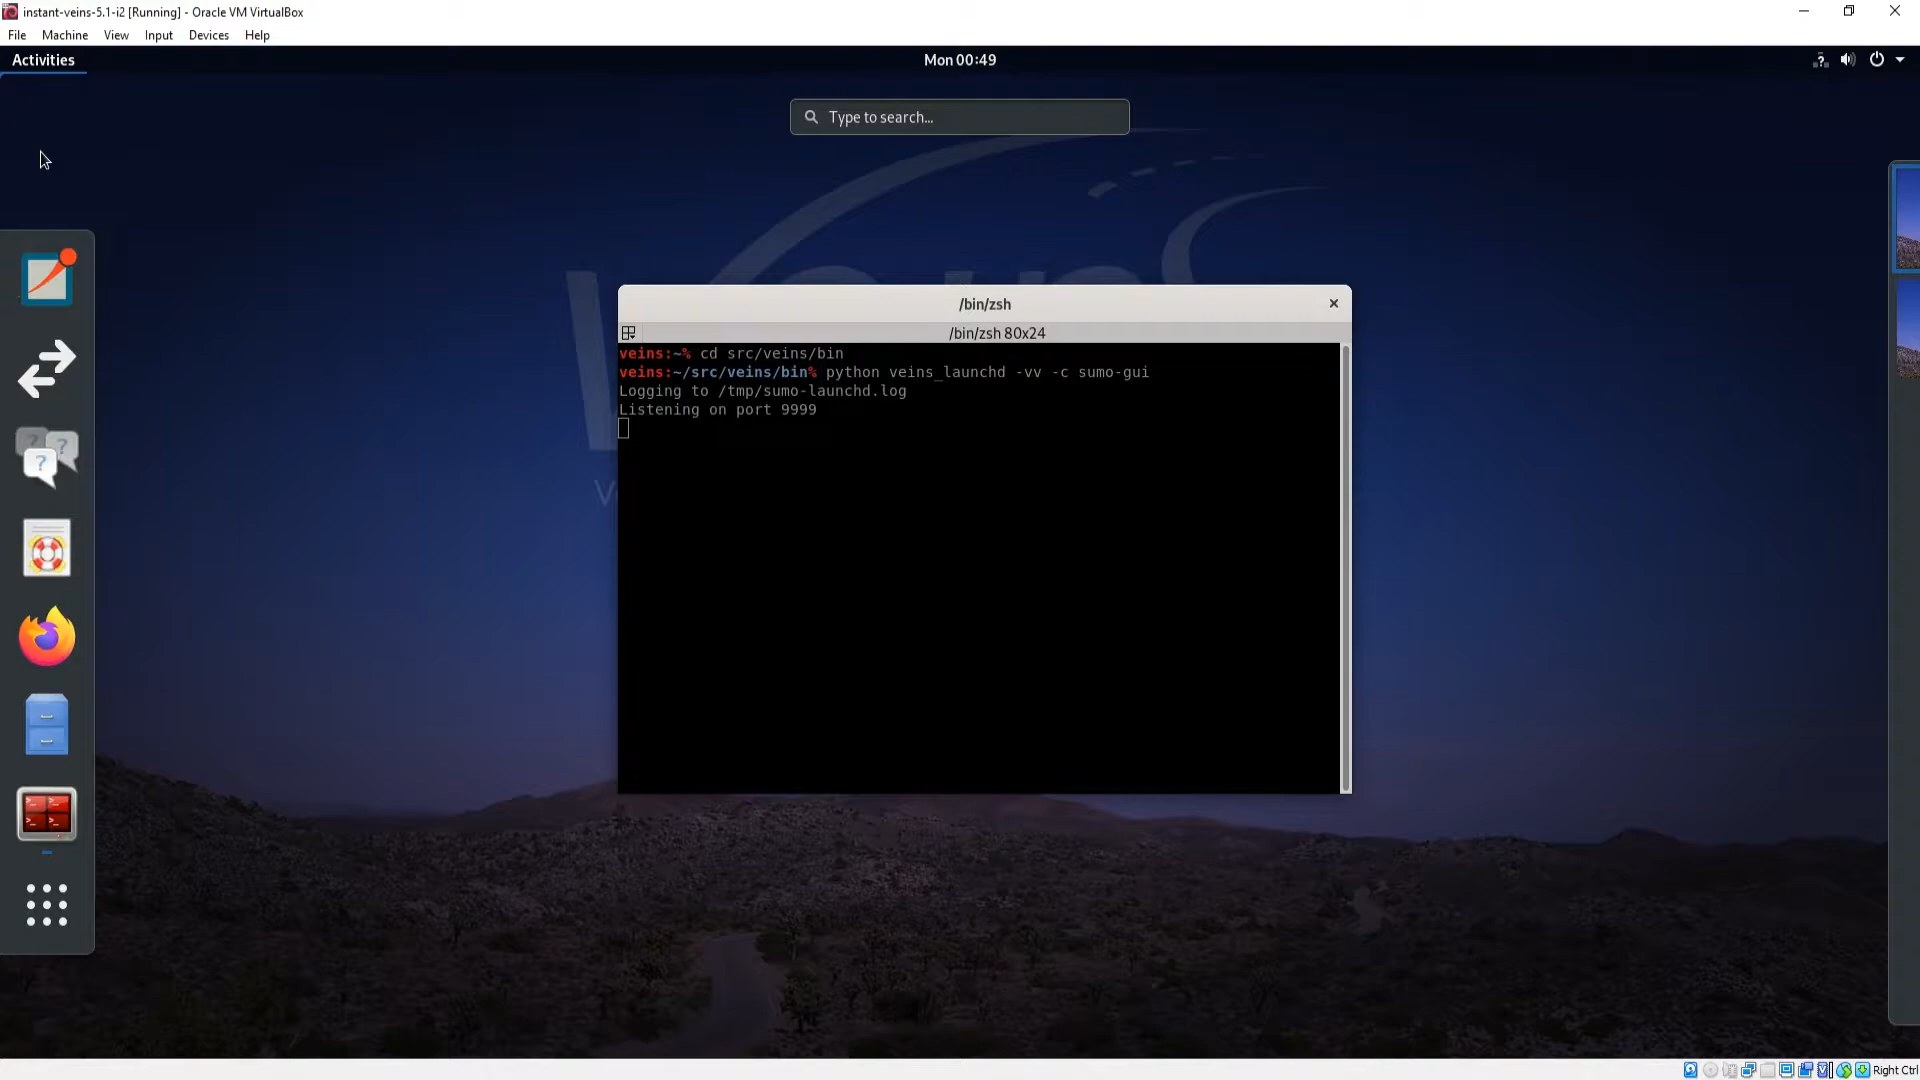 instant-veins-5.1-i2 [Running] - Oracle VM VirtualBox
File Machine View Input Devices Help
Activities
Mon 00:49
Type to search...
/bin/zsh
/bin/zsh 80x24
veins:~% cd src/veins/bin
veins:~/src/veins/bin% python veins_launchd -vv -c sumo-gui
Logging to /tmp/sumo-launchd.log
Listening on port 9999
Right Ctrl